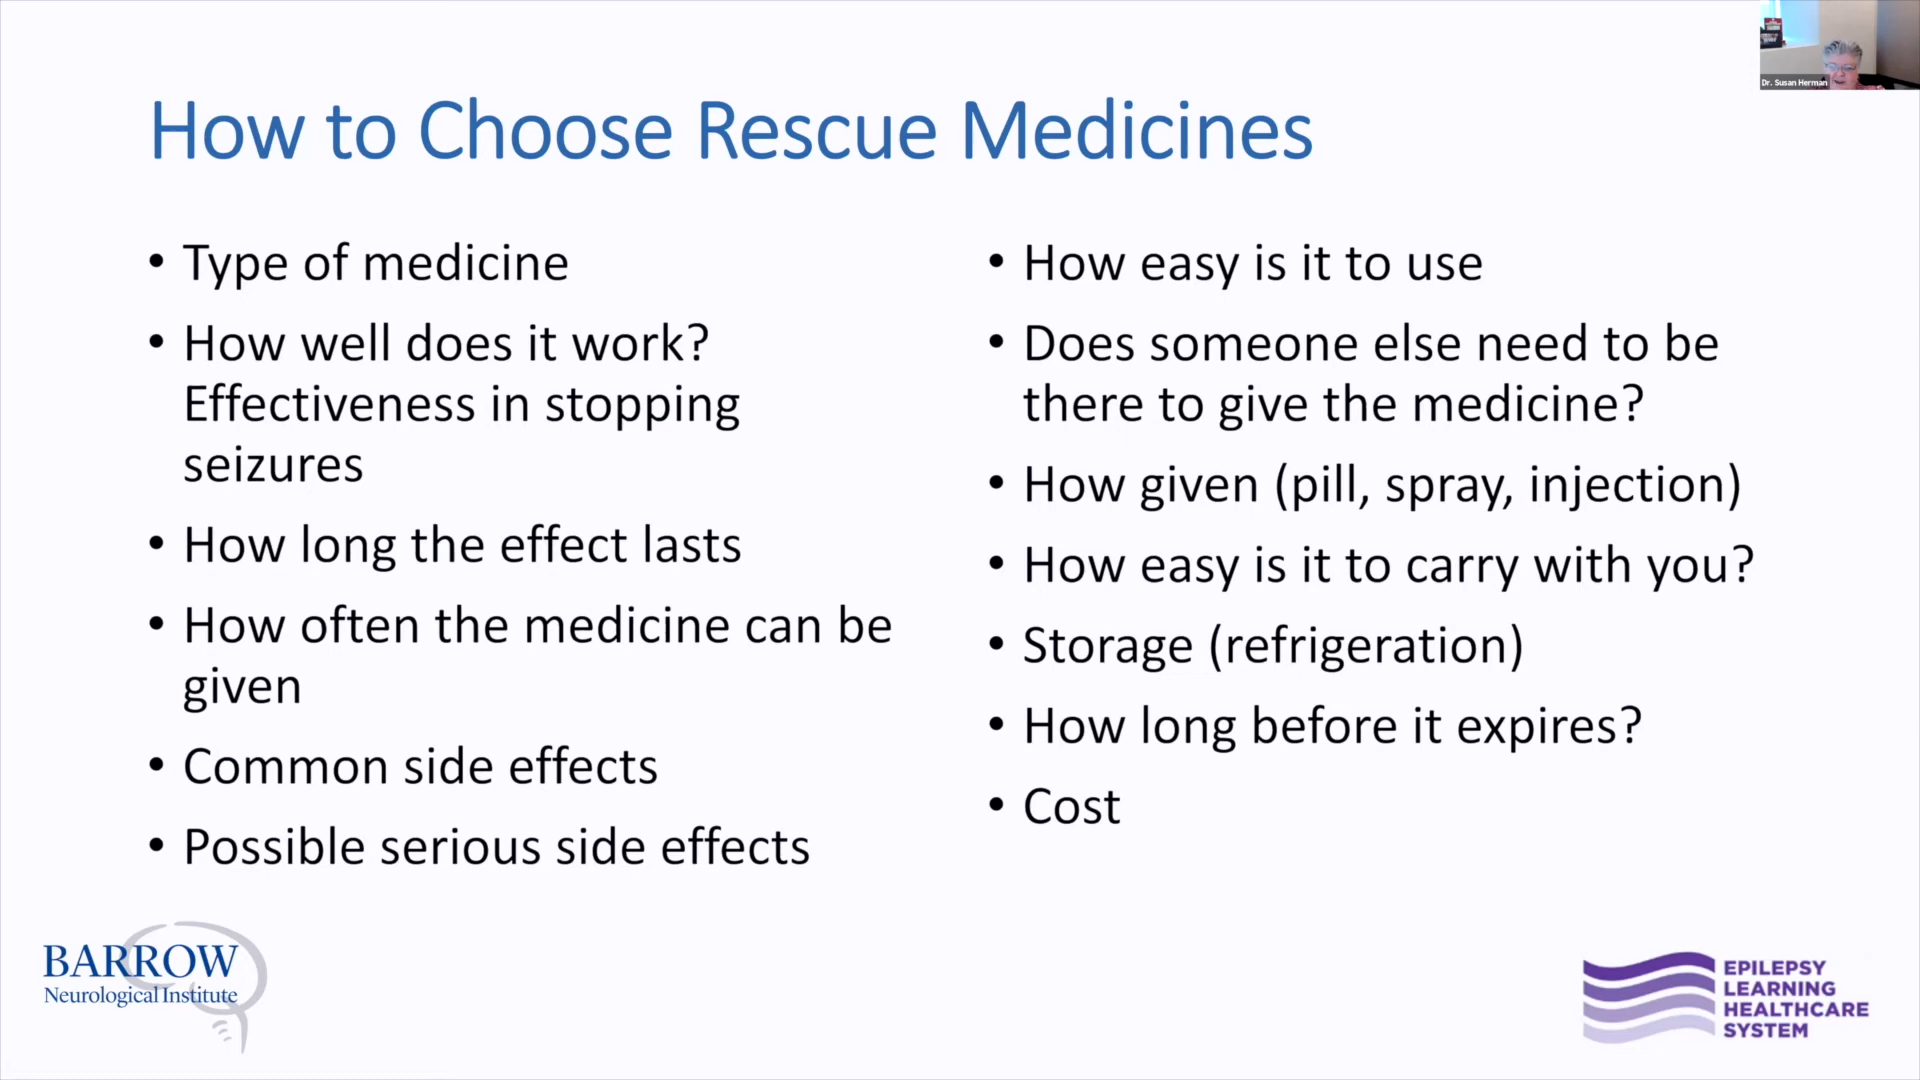 Dr. Susan Herman
How to Choose Rescue Medicines
• Type of medicine
• How well does it work?
Effectiveness in stopping
seizures
• How long the effect lasts
• How often the medicine can be
given
• Common side effects
• Possible serious side effects
• How easy is it to use
• Does someone else need to be
there to give the medicine?
• How given (pill, spray, injection)
• How easy is it to carry with you?
• Storage (refrigeration)
• How long before it expires?
• Cost
BARROW
Neurological Institute
EPILEPSY
LEARNING
HEALTHCARE
SYSTEM